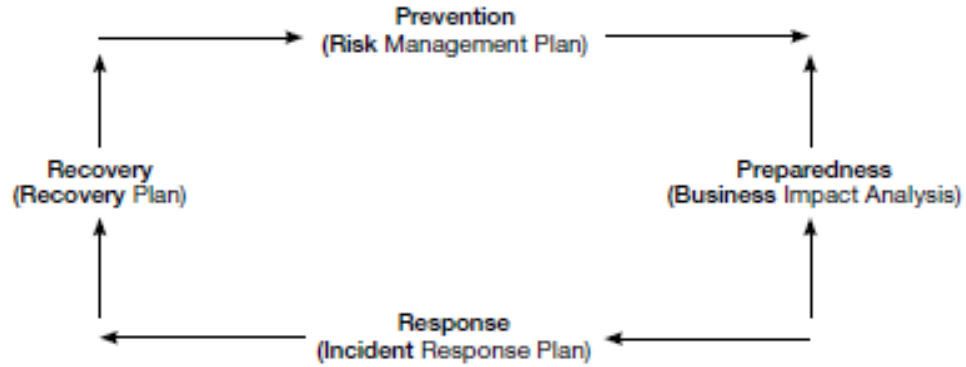 Prevention
(Risk Management Plan)
Recovery
(Recovery Plan)
Preparedness
(Business Impact Analysis)
Response
(Incident Response Plan)